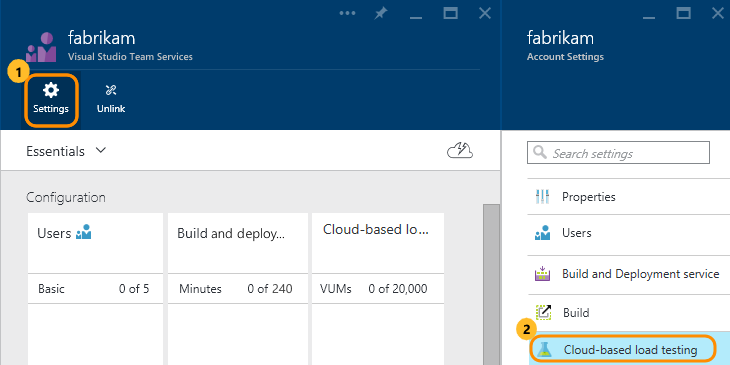 fabrikam
Visual Studio Team Services
1
Settings
Unlink
Essentials
Configuration
Users
Build and deploy...
Cloud-based lo...
Basic 0 of 5
Minutes 0 of 240
VUMs 0 of 20,000
fabrikam
Account Settings
Search settings
Properties
Users
Build and Deployment service
Build
2
Cloud-based load testing